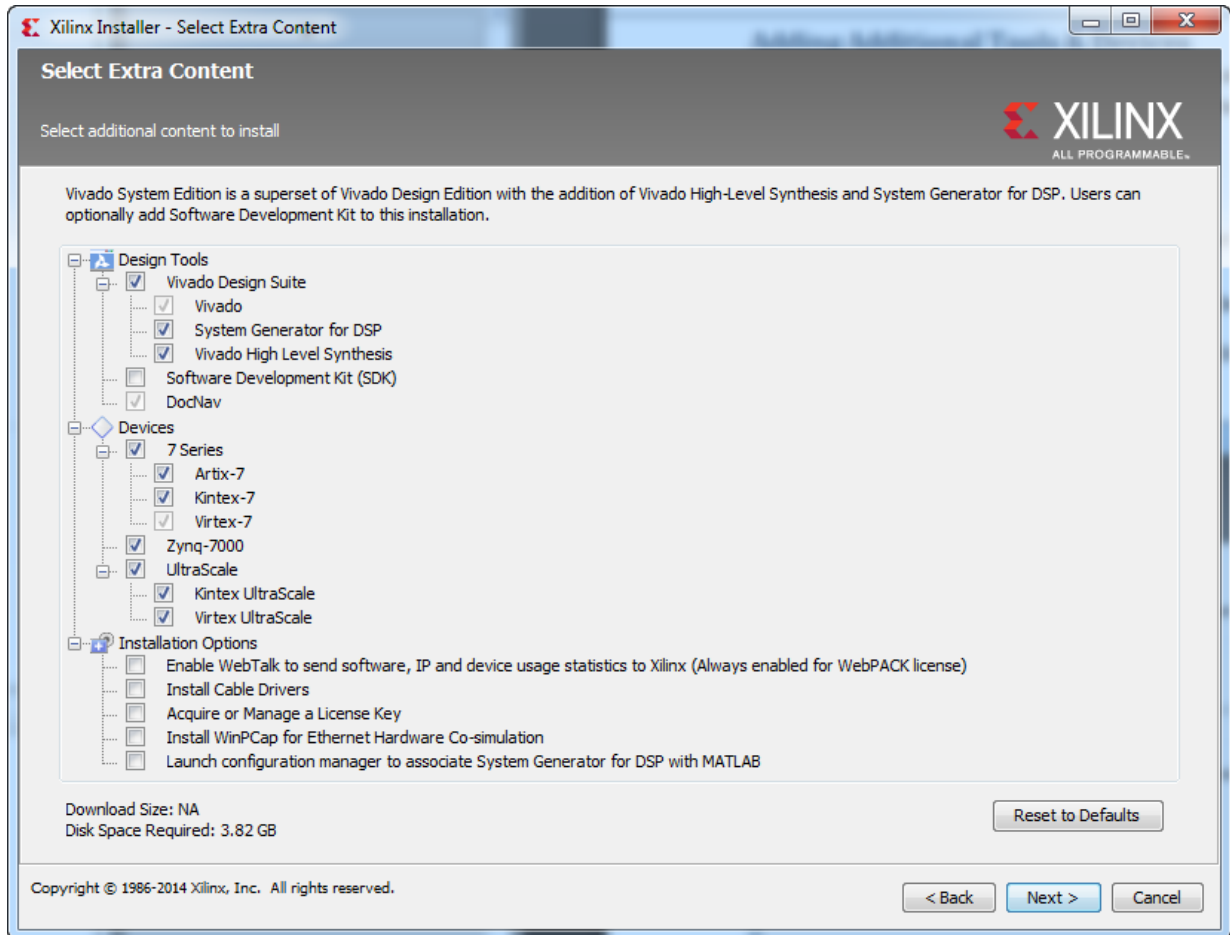 Xilinx Installer - Select Extra Content
Select Extra Content
Select additional content to install
XILINX
ALL PROGRAMMABLE™
Vivado System Edition is a superset of Vivado Design Edition with the addition of Vivado High-Level Synthesis and System Generator for DSP. Users can
optionally add Software Development Kit to this installation.
Design Tools
Vivado Design Suite
Vivado
System Generator for DSP
Vivado High Level Synthesis
Software Development Kit (SDK)
DocNav
Devices
7 Series
Artix-7
Kintex-7
Virtex-7
Zynq-7000
UltraScale
Kintex UltraScale
Virtex UltraScale
Installation Options
Enable WebTalk to send software, IP and device usage statistics to Xilinx (Always enabled for WebPACK license)
Install Cable Drivers
Acquire or Manage a License Key
Install WinPCap for Ethernet Hardware Co-simulation
Launch configuration manager to associate System Generator for DSP with MATLAB
Download Size: NA
Disk Space Required: 3.82 GB
Reset to Defaults
Copyright © 1986-2014 Xilinx, Inc. All rights reserved.
< Back
Next >
Cancel